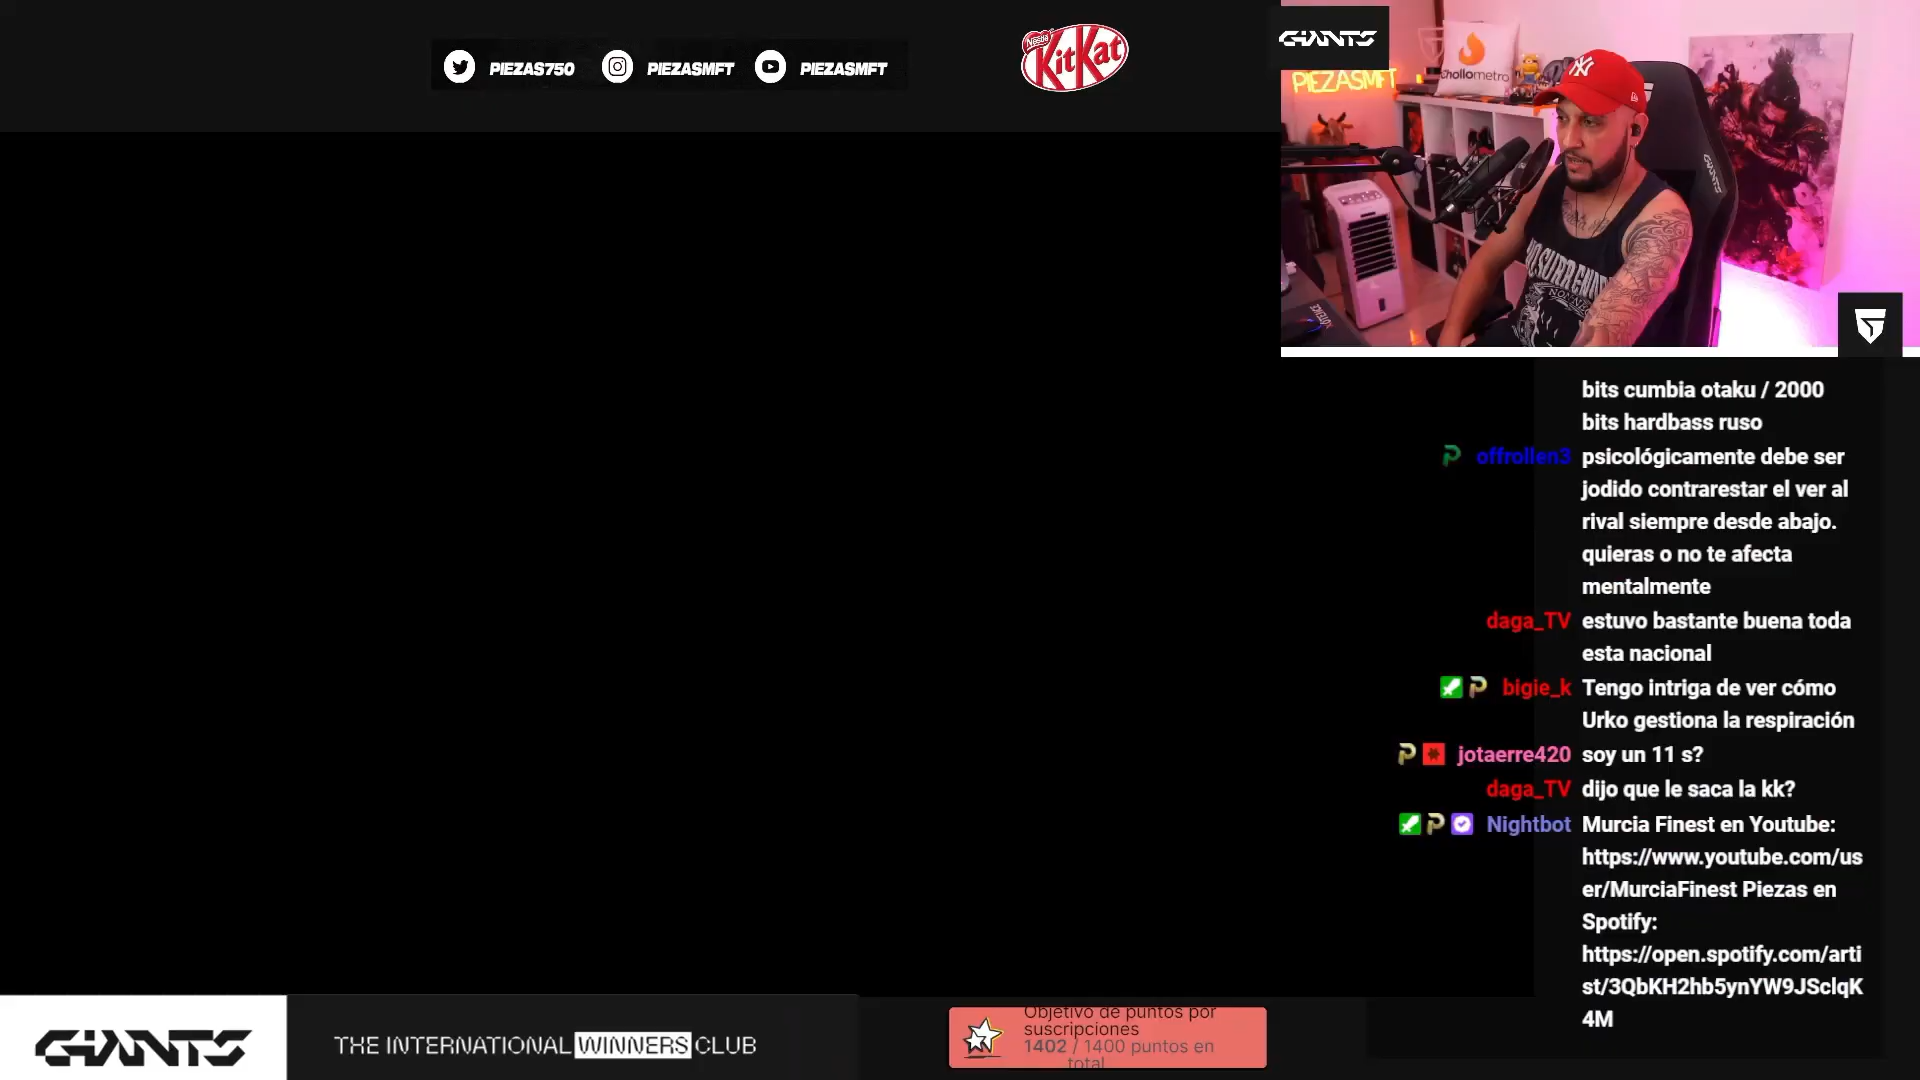 PIEZAS750
PIEZASMFT
PIEZASMFT
Nestlé
KitKat
GIANTS
PIEZASMFT
chollometro
NY
GIANTS
NO SURRENDER
bits cumbia otaku / 2000
bits hardbass ruso
offrollen3 psicológicamente debe ser
jodido contrarestar el ver al
rival siempre desde abajo.
quieras o no te afecta
mentalmente
daga_TV estuvo bastante buena toda
esta nacional
bigie_k Tengo intriga de ver cómo
Urko gestiona la respiración
jotaerre420 soy un 11 s?
daga_TV dijo que le saca la kk?
Nightbot Murcia Finest en Youtube:
https://www.youtube.com/us
er/MurciaFinest Piezas en
Spotify:
https://open.spotify.com/arti
st/3QbKH2hb5ynYW9JSclqK
4M
GIANTS
THE INTERNATIONAL WINNERS CLUB
Objetivo de puntos por
suscripciones
1402 / 1400 puntos en
total